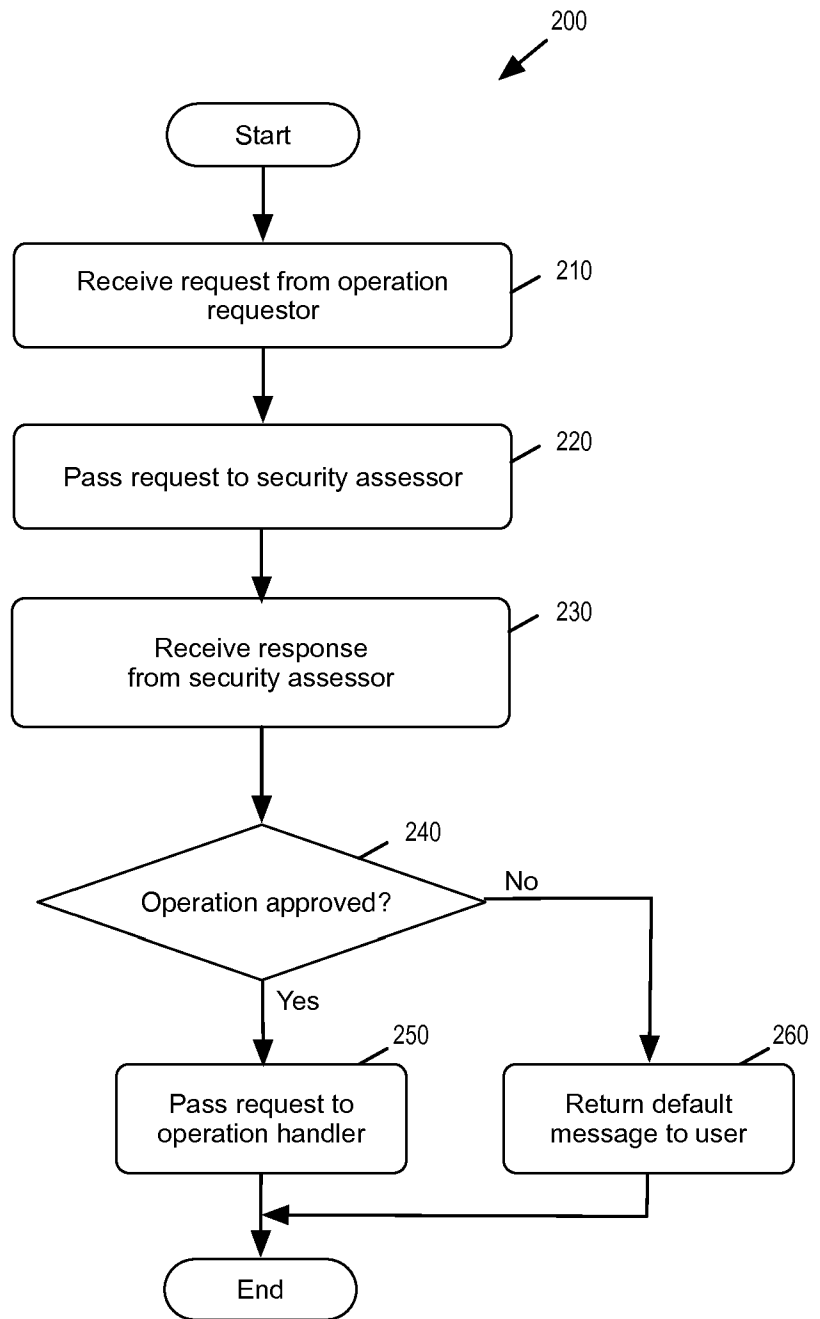 200
Start
Receive request from operation
requestor
210
Pass request to security assessor
220
Receive response
from security assessor
230
Operation approved?
240
No
Yes
Pass request to
operation handler
250
Return default
message to user
260
End